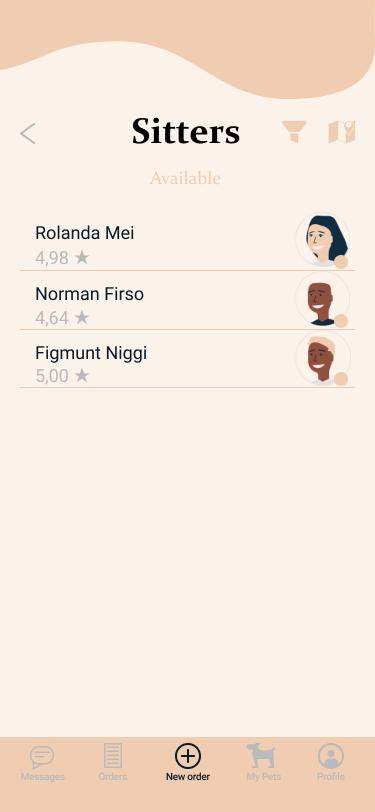 Sitters
Available
Rolanda Mei
4,98 ★
Norman Firso
4,64 ★
Figmunt Niggi
5,00 ★
Messages Orders New order My Pets Profile